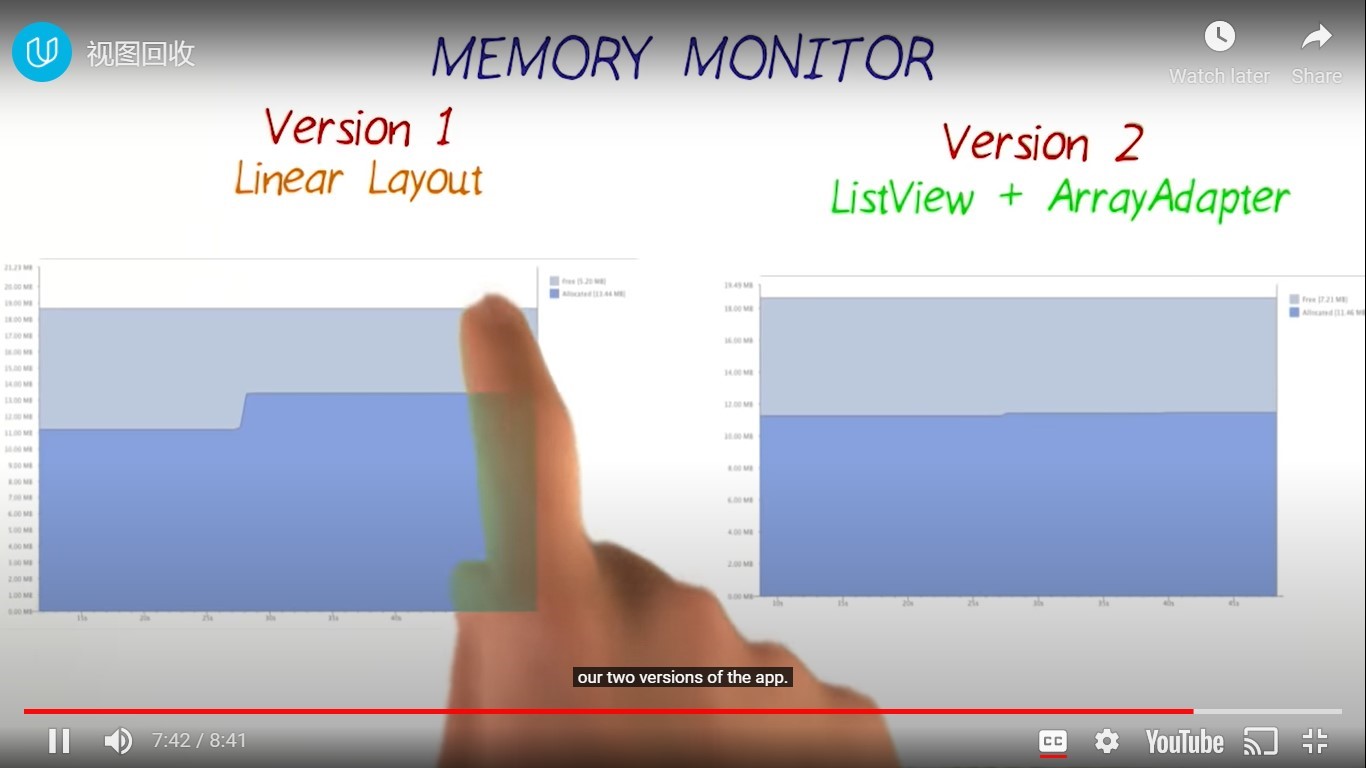 视图回收
MEMORY MONITOR
Watch later
Share
Version 1
Linear Layout
Version 2
ListView + ArrayAdapter
21.23 MB
20.00 MB
19.00 MB
18.00 MB
17.00 MB
16.00 MB
15.00 MB
14.00 MB
13.00 MB
12.00 MB
11.00 MB
10.00 MB
9.00 MB
8.00 MB
7.00 MB
6.00 MB
5.00 MB
4.00 MB
3.00 MB
2.00 MB
1.00 MB
0.00 MB
15s 20s 25s 30s 35s 40s
Free (5.20 MB)
Allocated (13.44 MB)
19.49 MB
18.00 MB
16.00 MB
14.00 MB
12.00 MB
10.00 MB
8.00 MB
6.00 MB
4.00 MB
2.00 MB
0.00 MB
10s 15s 20s 25s 30s 35s 40s 45s
Free (7.21 MB)
Allocated (11.46 MB
our two versions of the app.
7:42 / 8:41
CC
YouTube